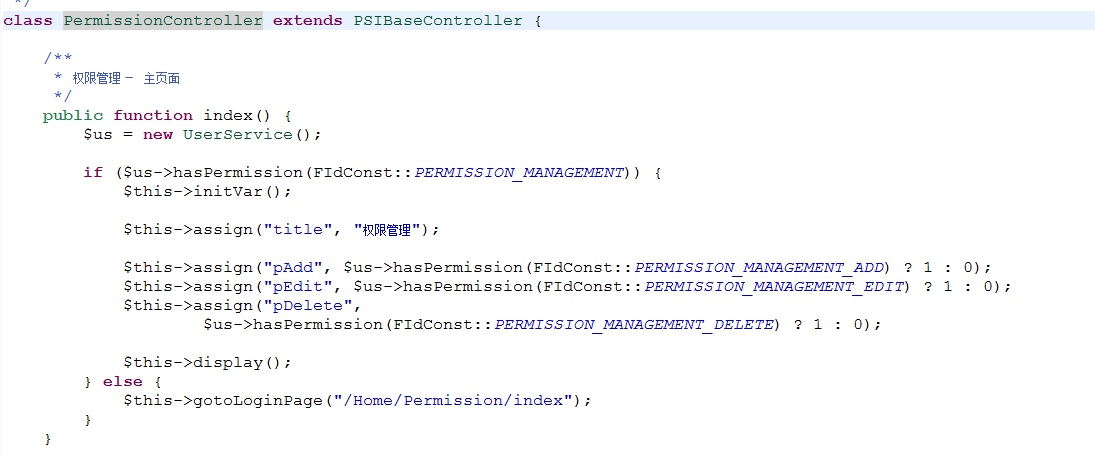 */
class PermissionController extends PSIBaseController {
/**
* 权限管理 - 主页面
*/
public function index() {
$us = new UserService();
if ($us->hasPermission(FIdConst::PERMISSION_MANAGEMENT)) {
$this->initVar();
$this->assign("title", "权限管理");
$this->assign("pAdd", $us->hasPermission(FIdConst::PERMISSION_MANAGEMENT_ADD) ? 1 : 0);
$this->assign("pEdit", $us->hasPermission(FIdConst::PERMISSION_MANAGEMENT_EDIT) ? 1 : 0);
$this->assign("pDelete",
$us->hasPermission(FIdConst::PERMISSION_MANAGEMENT_DELETE) ? 1 : 0);
$this->display();
} else {
$this->gotoLoginPage("/Home/Permission/index");
}
}